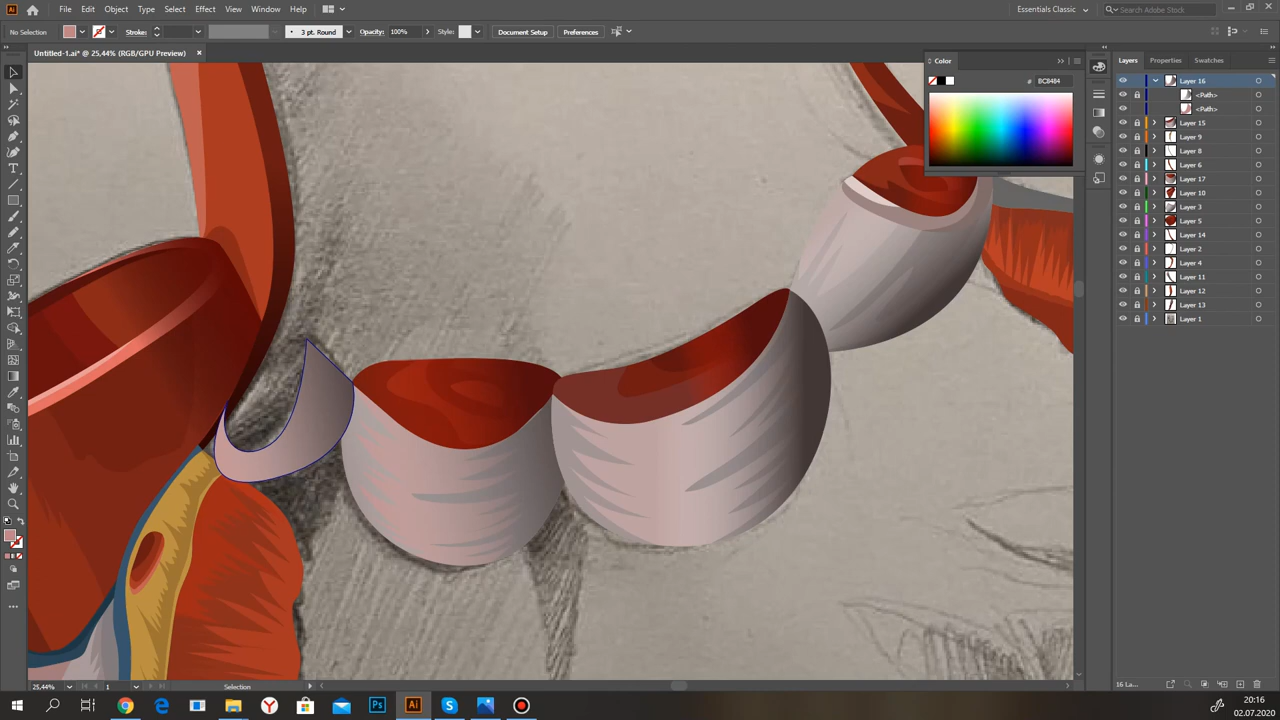 Ai
File Edit Object Type Select Effect View Window Help
Essentials Classic
Search Adobe Stock
No Selection
Stroke:
3 pt. Round
Opacity: 100%
Style:
Document Setup
Preferences
Untitled-1.ai* @ 25,44% (RGB/GPU Preview)
Color
# BC8484
Layers Properties Swatches
Layer 16
<Path>
<Path>
Layer 15
Layer 9
Layer 8
Layer 6
Layer 17
Layer 10
Layer 3
Layer 5
Layer 14
Layer 2
Layer 4
Layer 11
Layer 12
Layer 13
Layer 1
25,44%
1
Selection
16 La...
Ps
Ai
20:16
02.07.2020